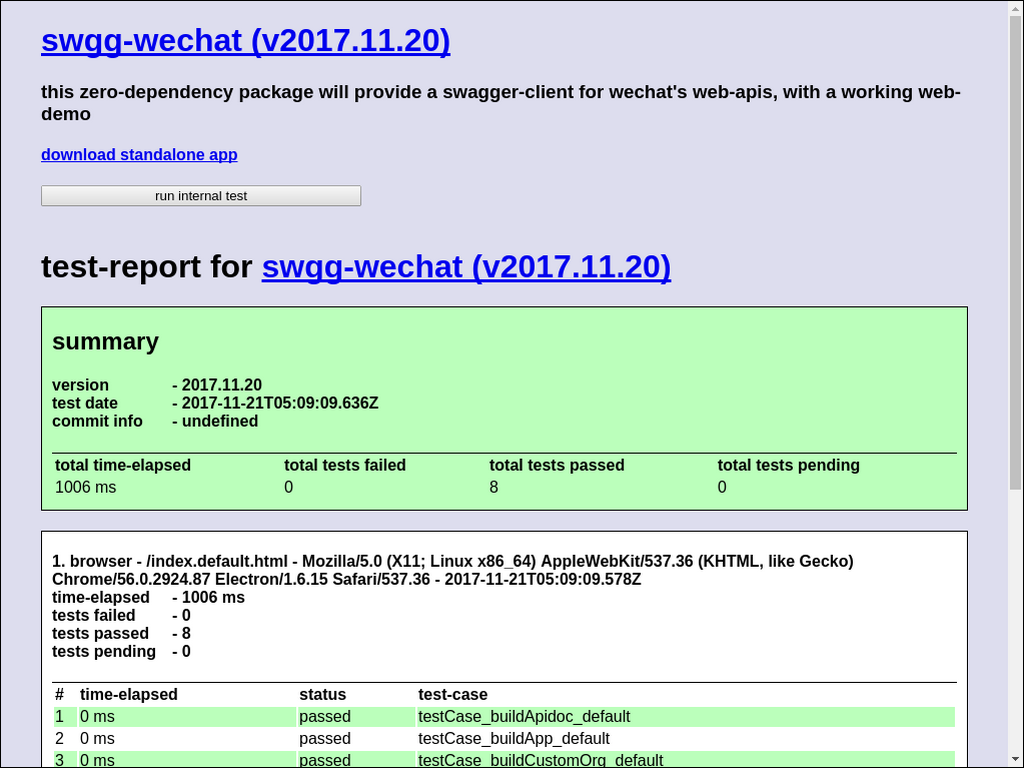 swgg-wechat (v2017.11.20)
this zero-dependency package will provide a swagger-client for wechat's web-apis, with a working web-
demo
download standalone app
run internal test
test-report for swgg-wechat (v2017.11.20)
summary
version - 2017.11.20
test date - 2017-11-21T05:09:09.636Z
commit info - undefined
total time-elapsed total tests failed total tests passed total tests pending
1006 ms 0 8 0
1. browser - /index.default.html - Mozilla/5.0 (X11; Linux x86_64) AppleWebKit/537.36 (KHTML, like Gecko)
Chrome/56.0.2924.87 Electron/1.6.15 Safari/537.36 - 2017-11-21T05:09:09.578Z
time-elapsed - 1006 ms
tests failed - 0
tests passed - 8
tests pending - 0
# time-elapsed status test-case
1 0 ms passed testCase_buildApidoc_default
2 0 ms passed testCase_buildApp_default
3 0 ms passed testCase_buildCustomOrg_default